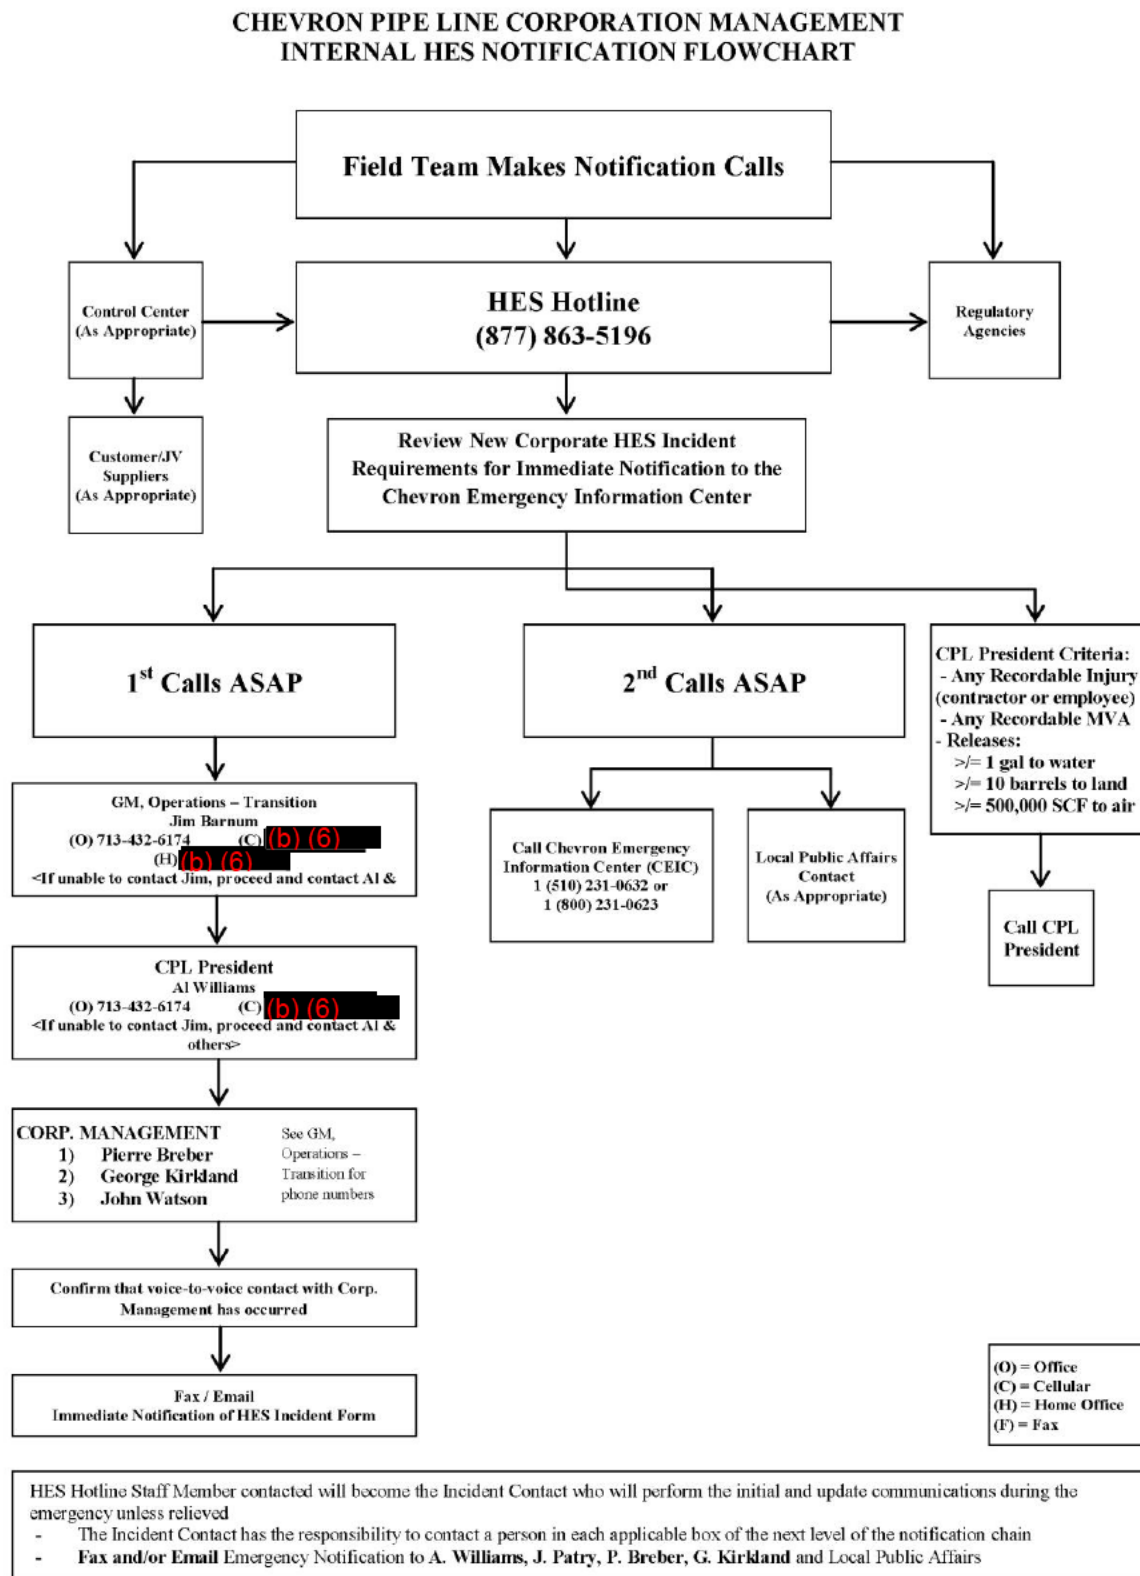 CHEVRON PIPE LINE CORPORATION MANAGEMENT
INTERNAL HES NOTIFICATION FLOWCHART
Field Team Makes Notification Calls
Control Center
(As Appropriate)
HES Hotline
(877) 863-5196
Regulatory
Agencies
Customer/JV
Suppliers
(As Appropriate)
Review New Corporate HES Incident
Requirements for Immediate Notification to the
Chevron Emergency Information Center
1st Calls ASAP
2nd Calls ASAP
CPL President Criteria:
- Any Recordable Injury
(contractor or employee)
- Any Recordable MVA
- Releases:
>/= 1 gal to water
>/= 10 barrels to land
>/= 500,000 SCF to air
GM, Operations – Transition
Jim Barnum
(O) 713-432-6174 (C) (b) (6)
(H) (b) (6)
<If unable to contact Jim, proceed and contact Al &
Call Chevron Emergency
Information Center (CEIC)
1 (510) 231-0632 or
1 (800) 231-0623
Local Public Affairs
Contact
(As Appropriate)
Call CPL
President
CPL President
Al Williams
(O) 713-432-6174 (C) (b) (6)
<If unable to contact Jim, proceed and contact Al &
others>
CORP. MANAGEMENT
1) Pierre Breber
2) George Kirkland
3) John Watson
See GM,
Operations –
Transition for
phone numbers
Confirm that voice-to-voice contact with Corp.
Management has occurred
Fax / Email
Immediate Notification of HES Incident Form
(O) = Office
(C) = Cellular
(H) = Home Office
(F) = Fax
HES Hotline Staff Member contacted will become the Incident Contact who will perform the initial and update communications during the
emergency unless relieved
- The Incident Contact has the responsibility to contact a person in each applicable box of the next level of the notification chain
- Fax and/or Email Emergency Notification to A. Williams, J. Patry, P. Breber, G. Kirkland and Local Public Affairs